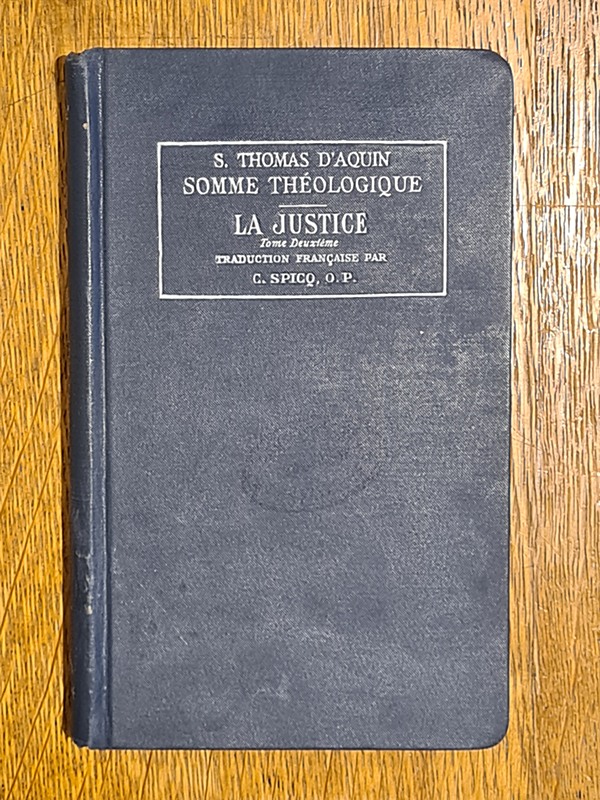 S. THOMAS D'AQUIN
SOMME THÉOLOGIQUE
LA JUSTICE
Tome Deuxième
TRADUCTION FRANÇAISE PAR
C. SPICQ, O. P.